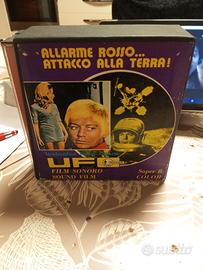 ALLARME ROSSO...
ATTACCO ALLA TERRA!
UFO
FILM SONORO
SOUND FILM
Super 8
COLOR
subito